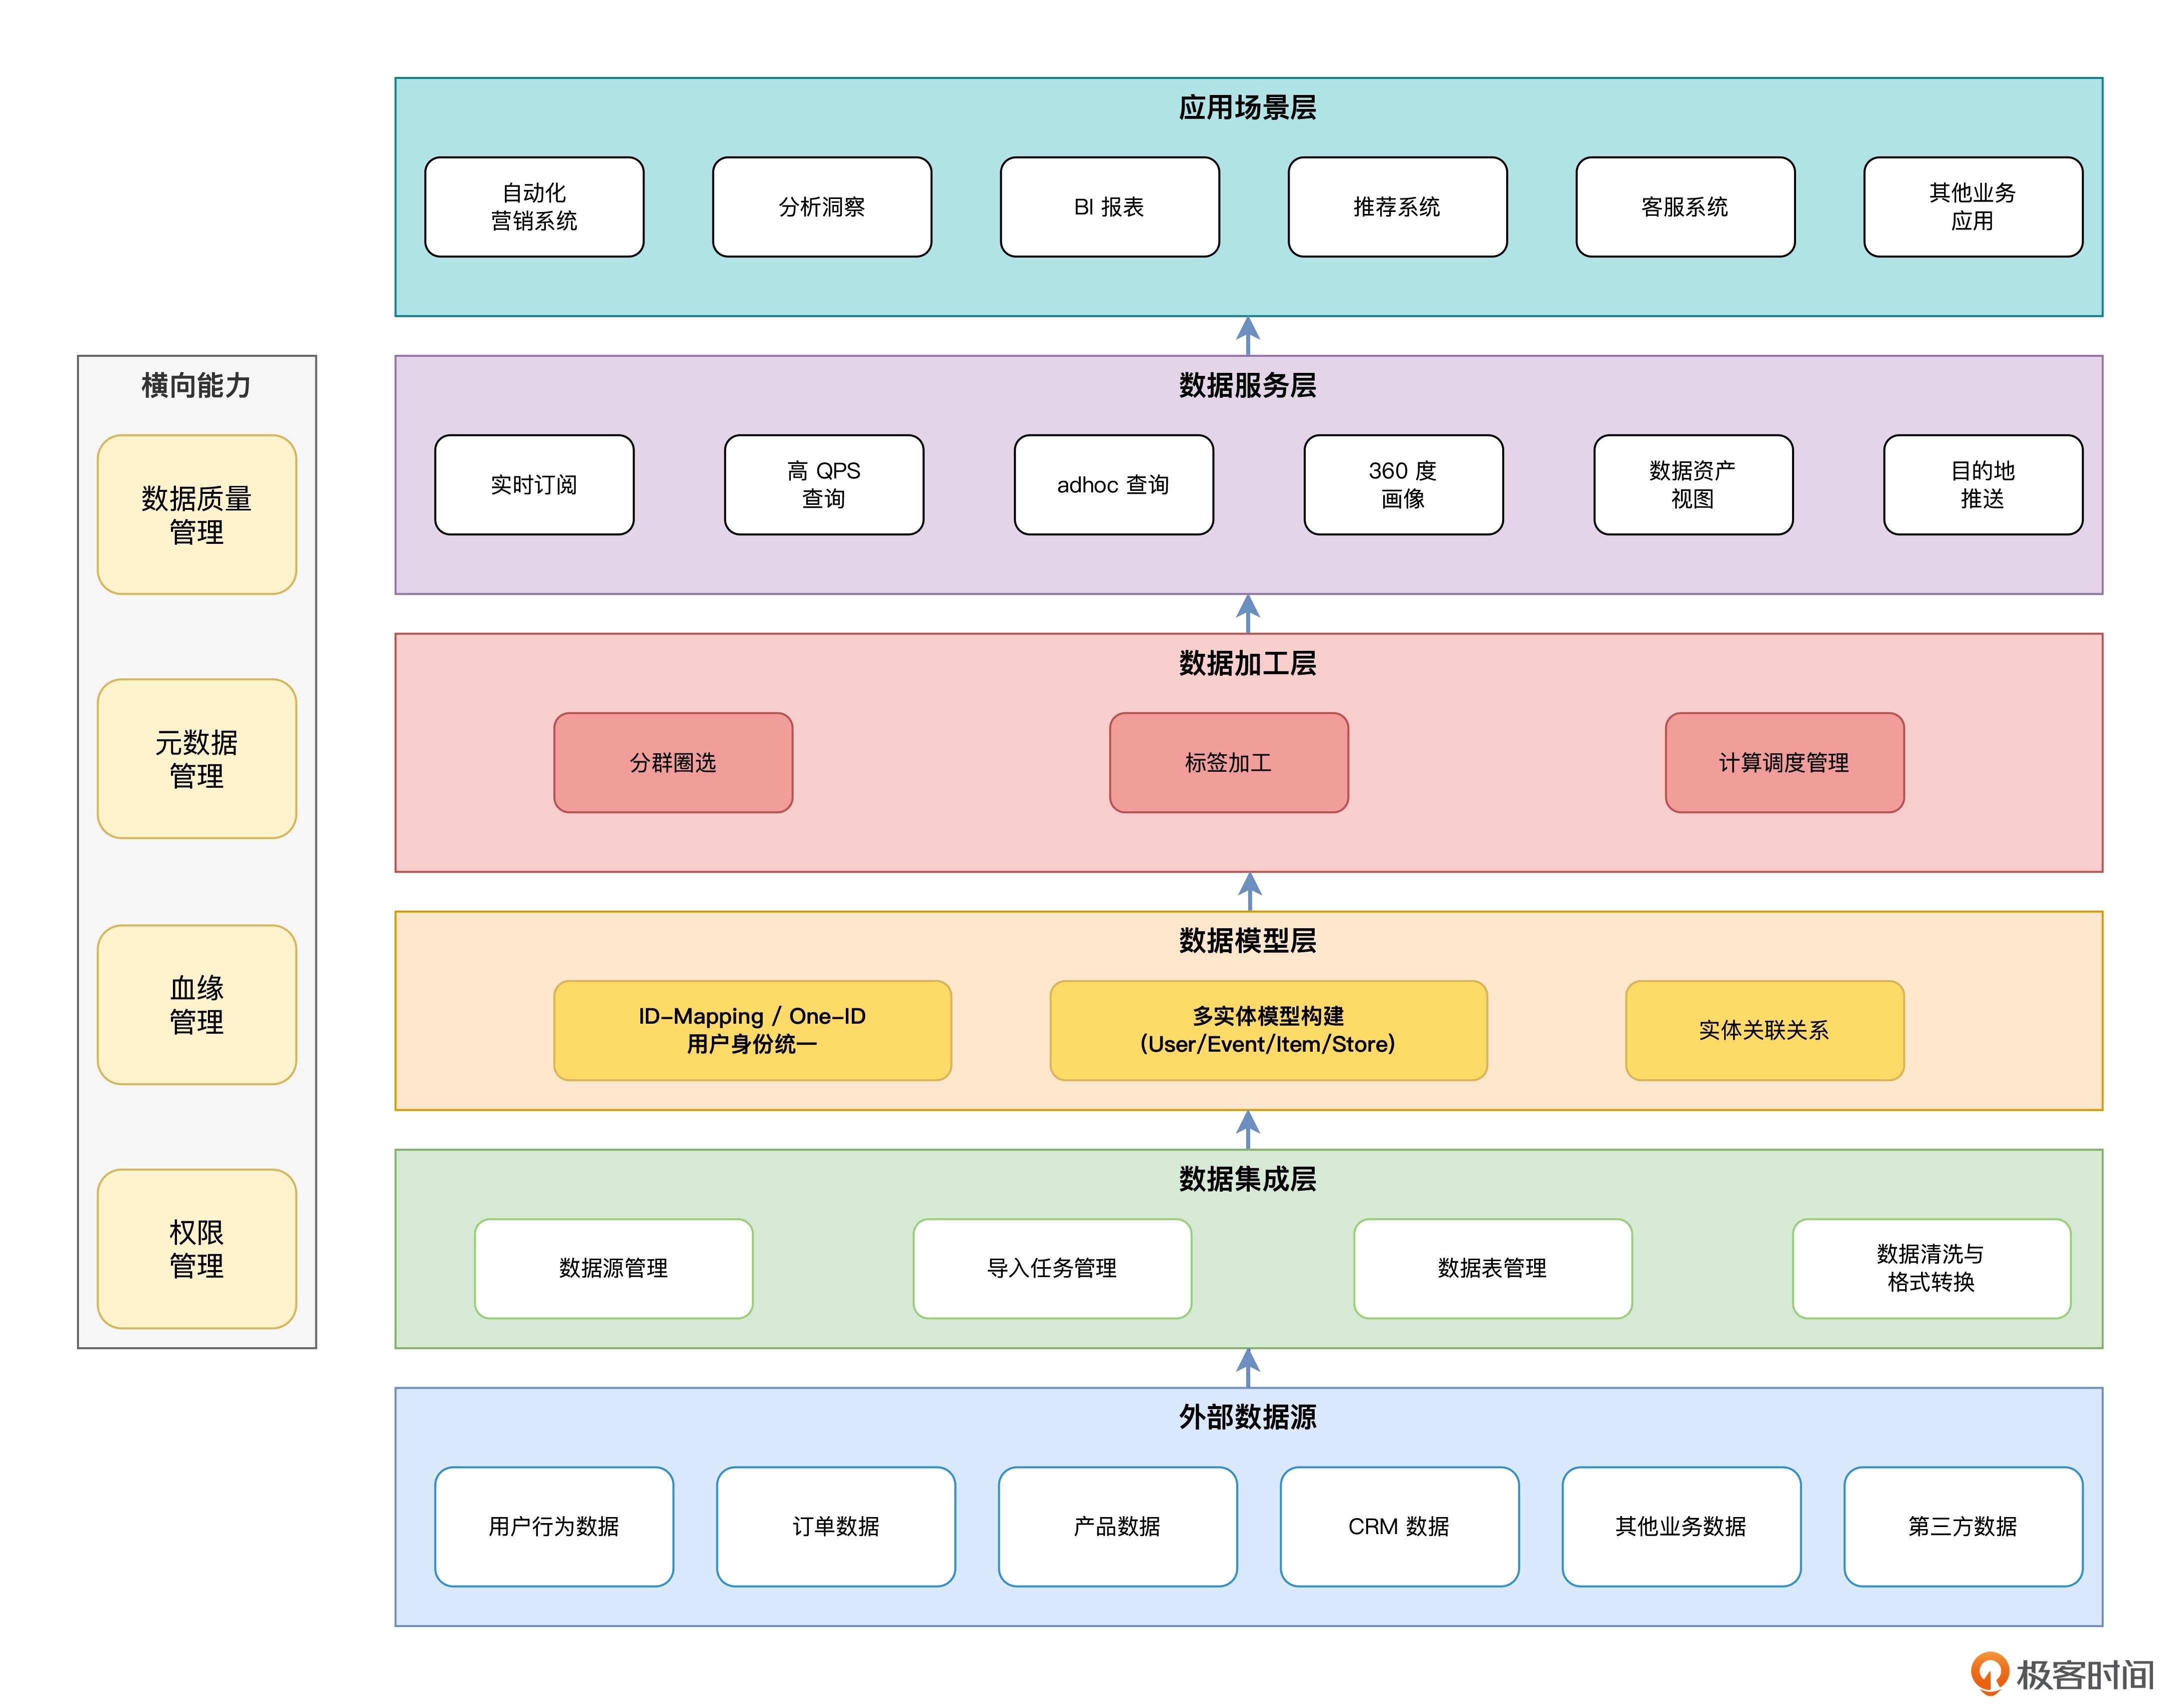 应用场景层
自动化
营销系统
分析洞察
BI 报表
推荐系统
客服系统
其他业务
应用
横向能力
数据质量
管理
元数据
管理
血缘
管理
权限
管理
数据服务层
实时订阅
高 QPS
查询
adhoc 查询
360 度
画像
数据资产
视图
目的地
推送
数据加工层
分群圈选
标签加工
计算调度管理
数据模型层
ID-Mapping / One-ID
用户身份统一
多实体模型构建
(User/Event/Item/Store)
实体关联关系
数据集成层
数据源管理
导入任务管理
数据表管理
数据清洗与
格式转换
外部数据源
用户行为数据
订单数据
产品数据
CRM 数据
其他业务数据
第三方数据
极客时间